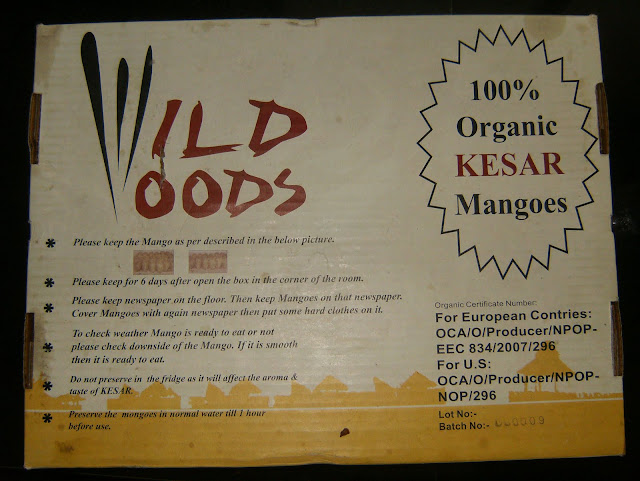 WILD
WOODS
100%
Organic
KESAR
Mangoes
* Please keep the Mango as per described in the below picture.
* Please keep for 6 days after open the box in the corner of the room.
* Please keep newspaper on the floor. Then keep Mangoes on that newspaper.
Cover Mangoes with again newspaper then put some hard clothes on it.
To check weather Mango is ready to eat or not
* please check downside of the Mango. If it is smooth
then it is ready to eat.
* Do not preserve in the fridge as it will affect the aroma &
taste of KESAR.
* Preserve the mongoes in normal water till 1 hour
before use.
Organic Certificate Number:
For European Contries:
OCA/O/Producer/NPOP-
EEC 834/2007/296
For U.S:
OCA/O/Producer/NPOP-
NOP/296
Lot No:-
Batch No:-